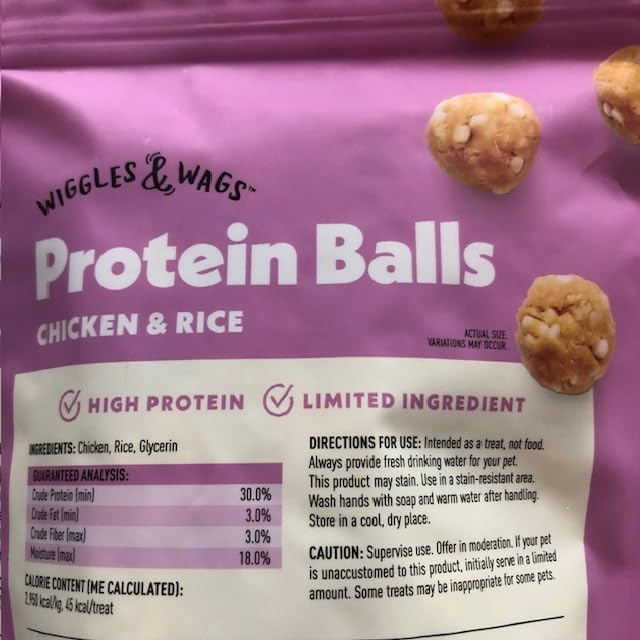 WIGGLES & WAGS™
Protein Balls
CHICKEN & RICE
ACTUAL SIZE.
VARIATIONS MAY OCCUR.
HIGH PROTEIN LIMITED INGREDIENT
INGREDIENTS: Chicken, Rice, Glycerin
GUARANTEED ANALYSIS:
Crude Protein (min) 30.0%
Crude Fat (min) 3.0%
Crude Fiber (max) 3.0%
Moisture (max) 18.0%
CALORIE CONTENT (ME CALCULATED):
2,950 kcal/kg, 45 kcal/treat
DIRECTIONS FOR USE: Intended as a treat, not food.
Always provide fresh drinking water for your pet.
This product may stain. Use in a stain-resistant area.
Wash hands with soap and warm water after handling.
Store in a cool, dry place.
CAUTION: Supervise use. Offer in moderation. If your pet
is unaccustomed to this product, initially serve in a limited
amount. Some treats may be inappropriate for some pets.